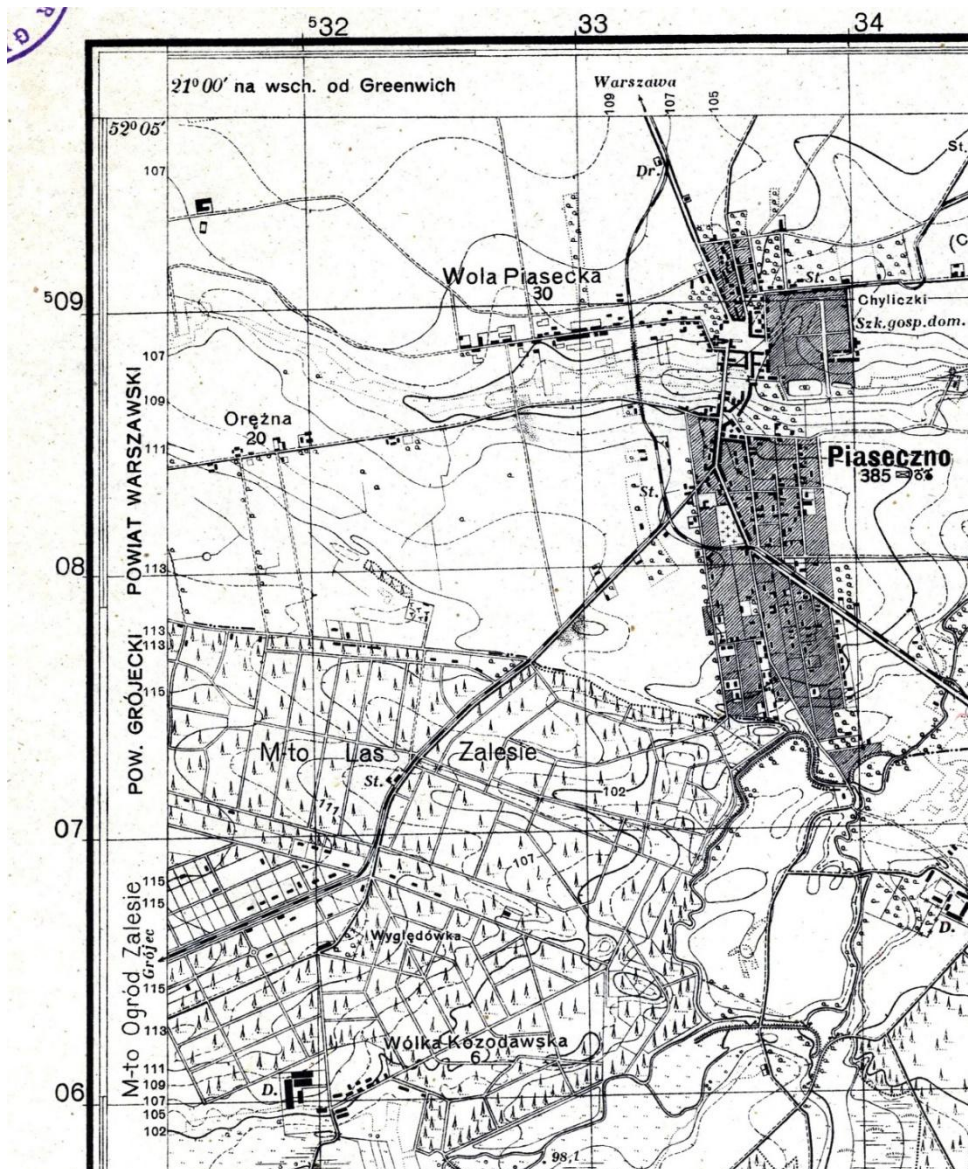 ⁵32 33 34
21°00' na wsch. od Greenwich
Warszawa
109 107 105
52°05'
107
Dr.
St.
(C
Wola Piasecka
30
St.
⁵09
Chyliczki
Szk.gosp.dom.
107
109
Orężna
20
111
Piaseczno
385
St.
POWIAT WARSZAWSKI
08
113
113
113
115
POW. GRÓJECKI
M-to Las Zalesie
St.
102
111
07
107
115
115
Wyglêdówka
D.
Grójec
115
M-to Ogród Zalesie
113
Wólka Kozodawska
6
111
109
107
105
102
D.
06
98,1